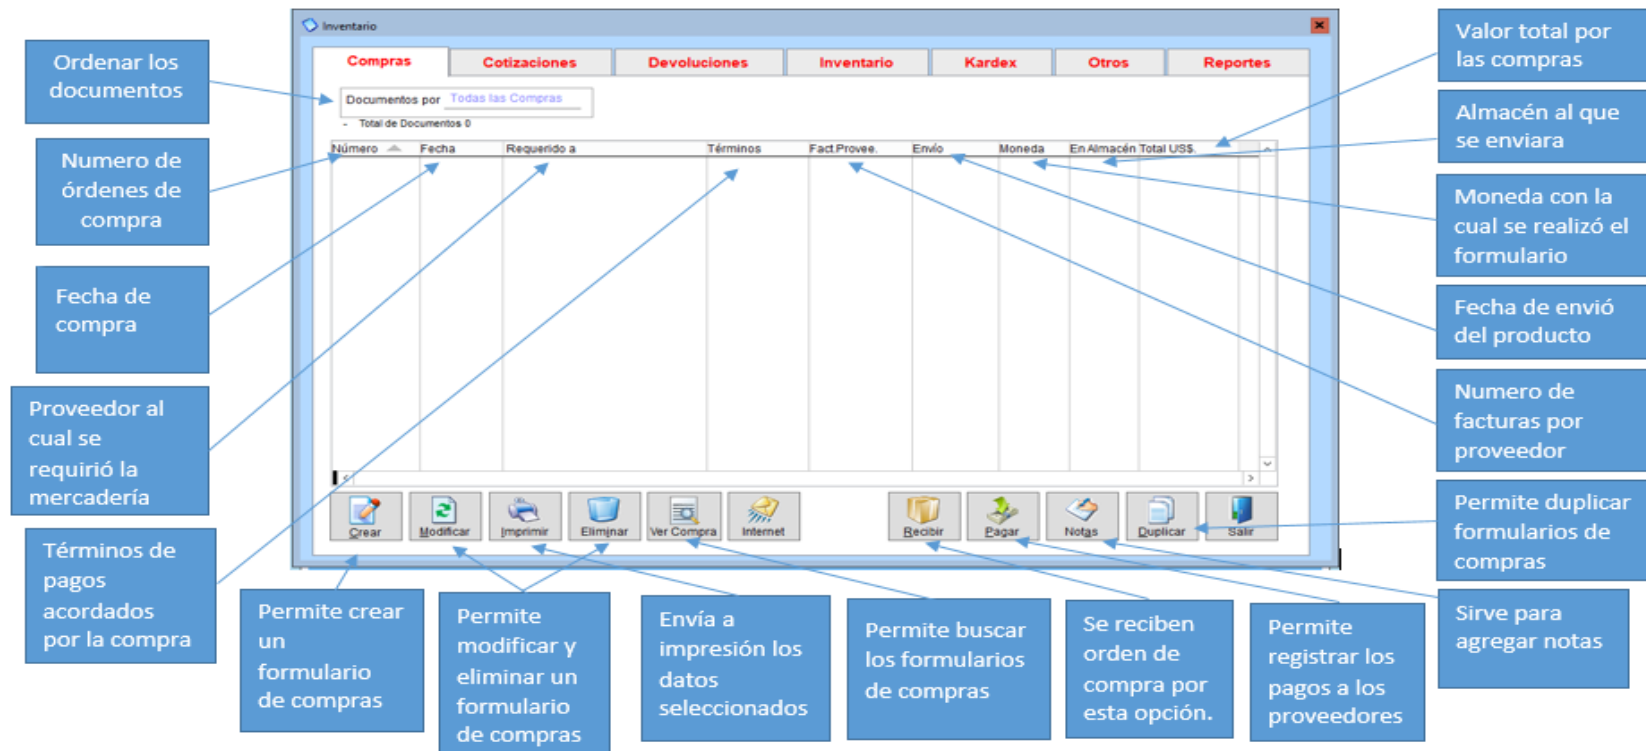 Inventario
Compras
Cotizaciones
Devoluciones
Inventario
Kardex
Otros
Reportes
Documentos por Todas las Compras
- Total de Documentos 0
Número
Fecha
Requerido a
Términos
Fact.Provee.
Envío
Moneda
En Almacén
Total US$.
Crear
Modificar
Imprimir
Eliminar
Ver Compra
Internet
Recibir
Pagar
Notas
Duplicar
Salir
Ordenar los
documentos
Numero de
órdenes de
compra
Fecha de
compra
Proveedor al
cual se
requirió la
mercadería
Términos de
pagos
acordados
por la compra
Permite crear
un
formulario
de compras
Permite
modificar y
eliminar un
formulario
de compras
Envía a
impresión los
datos
seleccionados
Permite buscar
los formularios
de compras
Se reciben
orden de
compra por
esta opción.
Permite
registrar los
pagos a los
proveedores
Valor total por
las compras
Almacén al que
se enviara
Moneda con la
cual se realizó el
formulario
Fecha de envió
del producto
Numero de
facturas por
proveedor
Permite duplicar
formularios de
compras
Sirve para
agregar notas